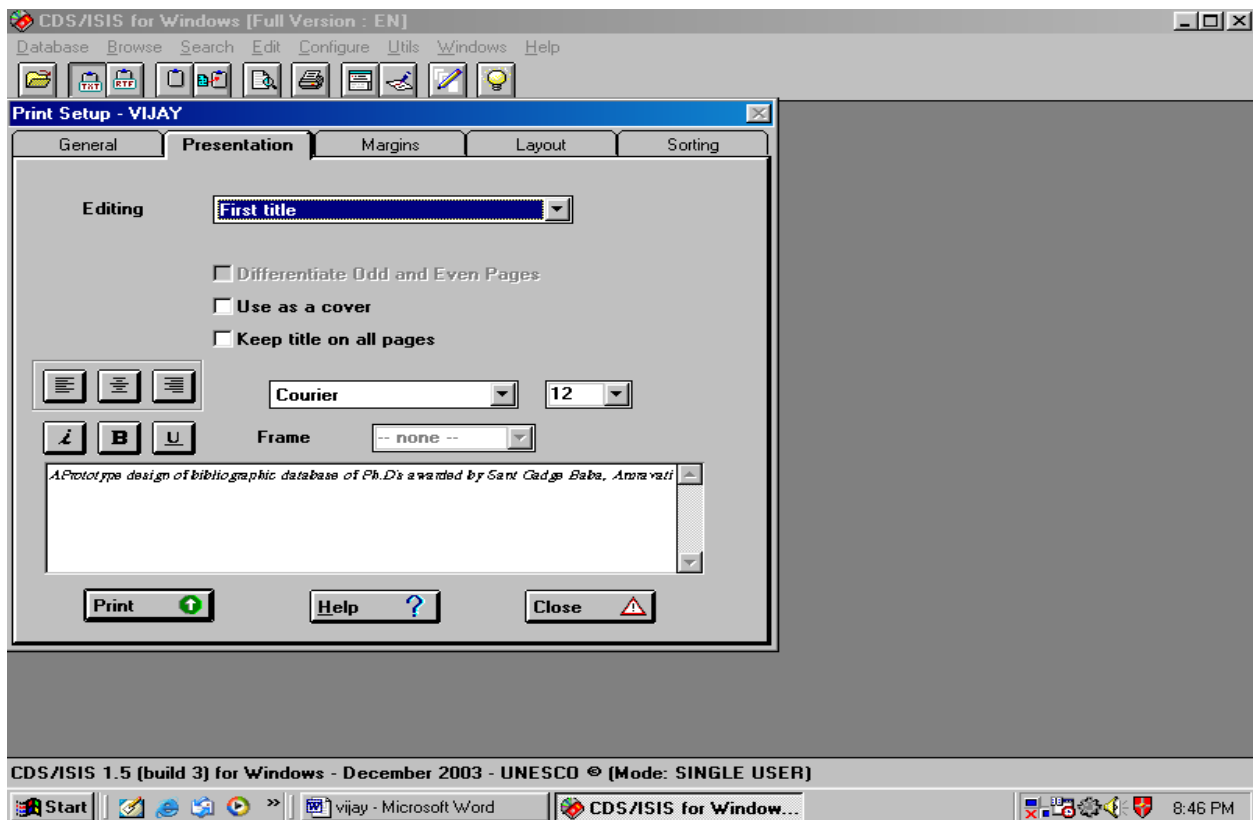 CDS/ISIS for Windows [Full Version : EN]
Database Browse Search Edit Configure Utils Windows Help
TXT RTF
Print Setup - VIJAY
General Presentation Margins Layout Sorting
Editing First title
Differentiate Odd and Even Pages
Use as a cover
Keep title on all pages
Courier 12
i B U Frame -- none --
A Prototype design of bibliographic database of Ph.D's awarded by Sant Gadge Baba, Amravati
Print Help ? Close
CDS/ISIS 1.5 (build 3) for Windows - December 2003 - UNESCO © (Mode: SINGLE USER)
Start » vijay - Microsoft Word CDS/ISIS for Window... 8:46 PM